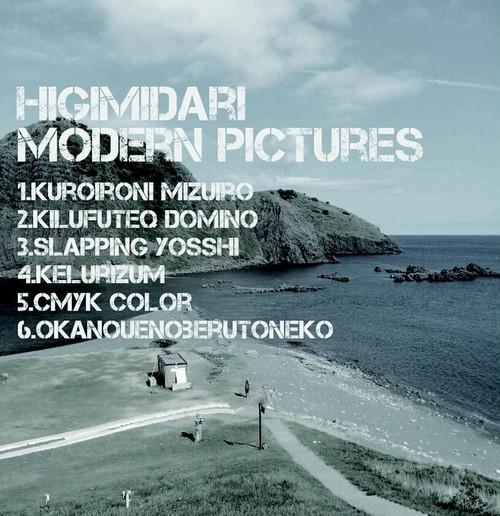 HIGIMIDARI
MODERN PICTURES
1.KUROIRONI MIZUIRO
2.KILUFUTEO DOMINO
3.SLAPPING YOSSHI
4.KELURIZUM
5.CMYK COLOR
6.OKANOUENOBERUTONEKO